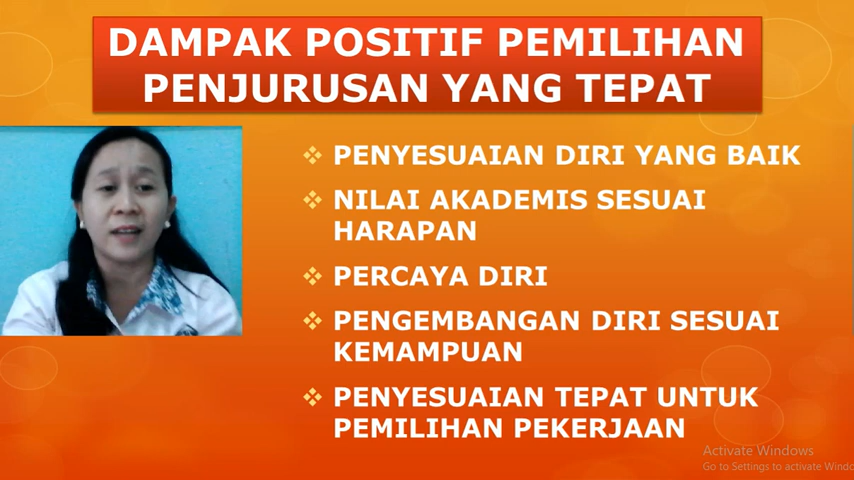 DAMPAK POSITIF PEMILIHAN
PENJURUSAN YANG TEPAT
PENYESUAIAN DIRI YANG BAIK
NILAI AKADEMIS SESUAI
HARAPAN
PERCAYA DIRI
PENGEMBANGAN DIRI SESUAI
KEMAMPUAN
PENYESUAIAN TEPAT UNTUK
PEMILIHAN PEKERJAAN
Activate Windows
Go to Settings to activate Windo